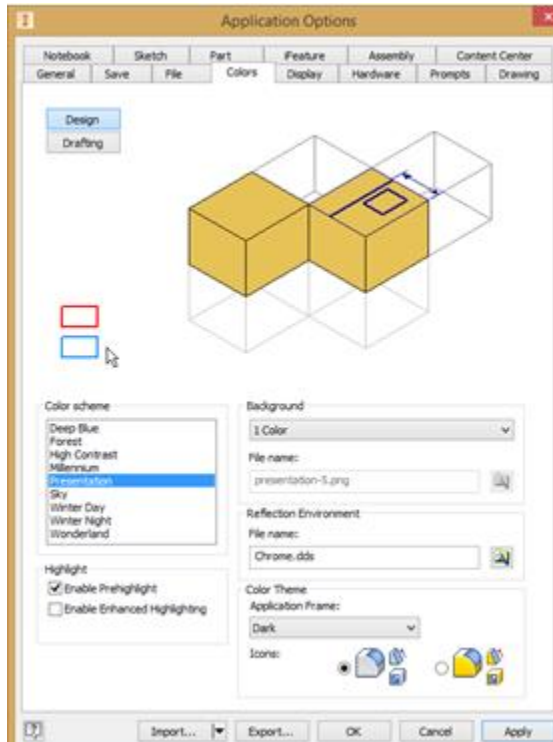 Application Options
Notebook Sketch Part iFeature Assembly Content Center
General Save File Colors Display Hardware Prompts Drawing
Design
Drafting
Color scheme
Deep Blue
Forest
High Contrast
Millennium
Presentation
Sky
Winter Day
Winter Night
Wonderland
Highlight
Enable Prehighlight
Enable Enhanced Highlighting
Background
1 Color
File name:
presentation-5.png
Reflection Environment
File name:
Chrome.dds
Color Theme
Application Frame:
Dark
Icons:
Import... Export... OK Cancel Apply